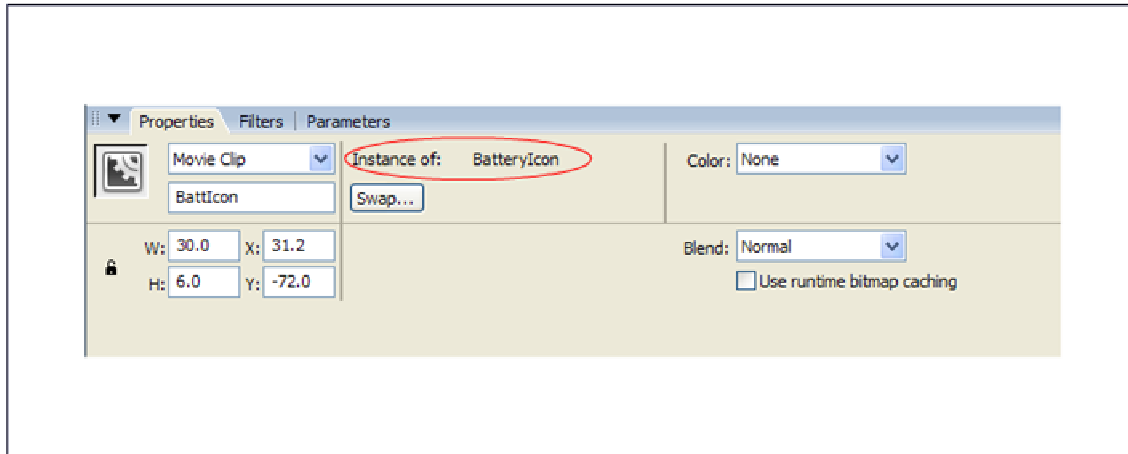 Properties Filters Parameters
Movie Clip Instance of: BatteryIcon Color: None
BattIcon Swap...
W: 30.0 X: 31.2 Blend: Normal
H: 6.0 Y: -72.0 Use runtime bitmap caching